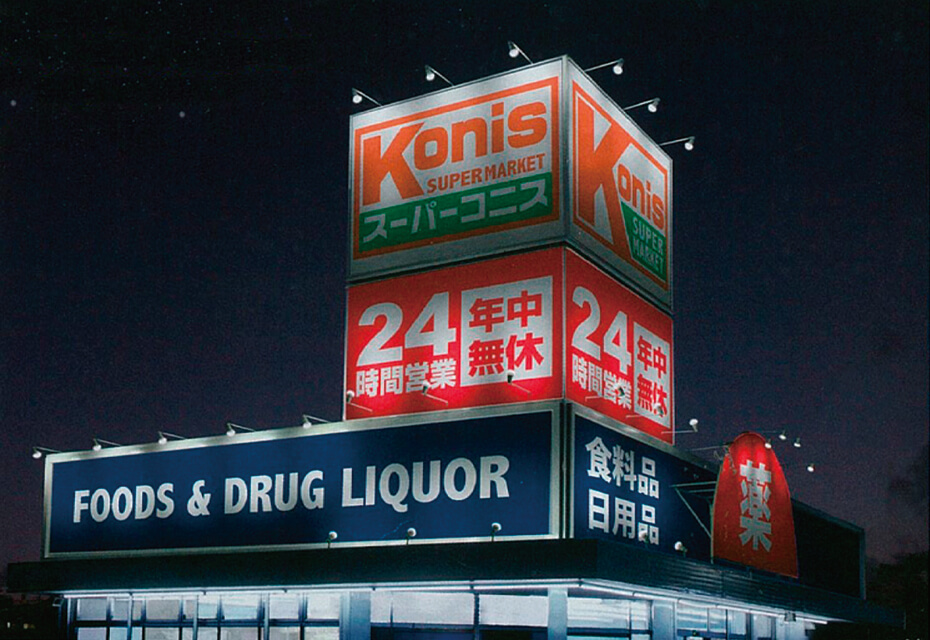 Konis
SUPER MARKET
スーパーコニス
24
時間営業
年中
無休
Konis
SUPER
MARKET
24
時間営業
年中
無休
FOODS & DRUG LIQUOR
食料品
日用品
薬